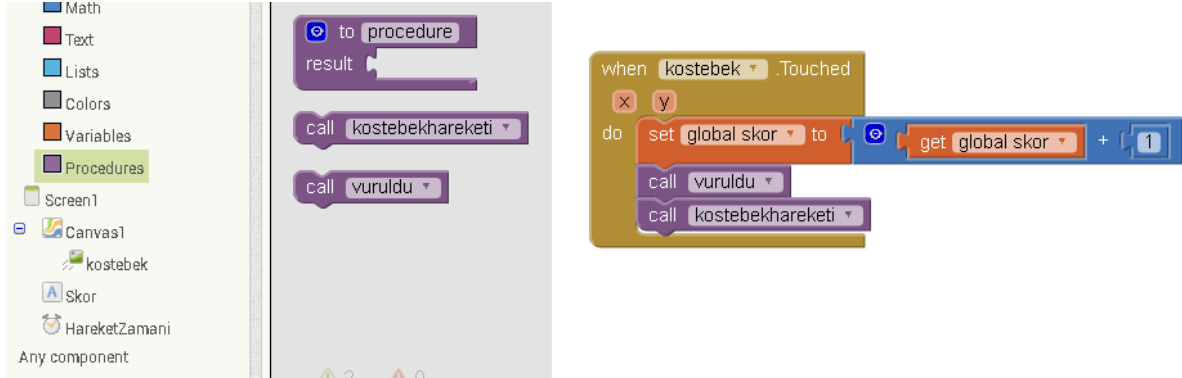 Math
Text
Lists
Colors
Variables
Procedures
Screen1
Canvas1
kostebek
A Skor
HareketZamani
Any component
to procedure
result
call kostebekhareketi
call vuruldu
when kostebek .Touched
x y
do set global skor to get global skor + 1
call vuruldu
call kostebekhareketi